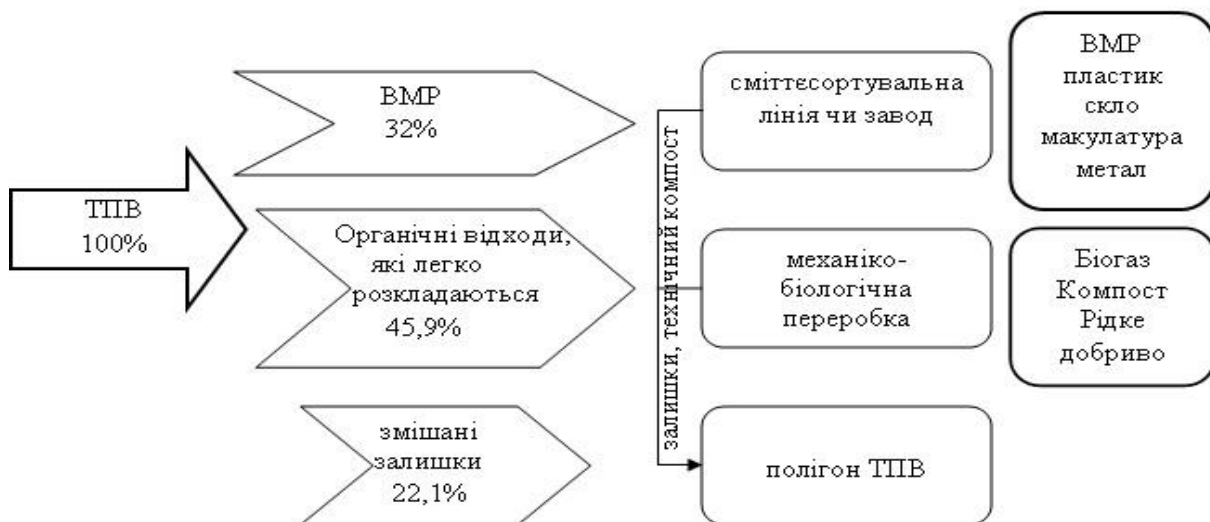 ТПВ
100%
ВМР
32%
Органічні відходи,
які легко
розкладаються
45,9%
змішані
залишки
22,1%
залишки, технічний компост
сміттєсортувальна
лінія чи завод
механіко-
біологічна
переробка
полігон ТПВ
ВМР
пластик
скло
макулатура
метал
Біогаз
Компост
Рідке
добриво